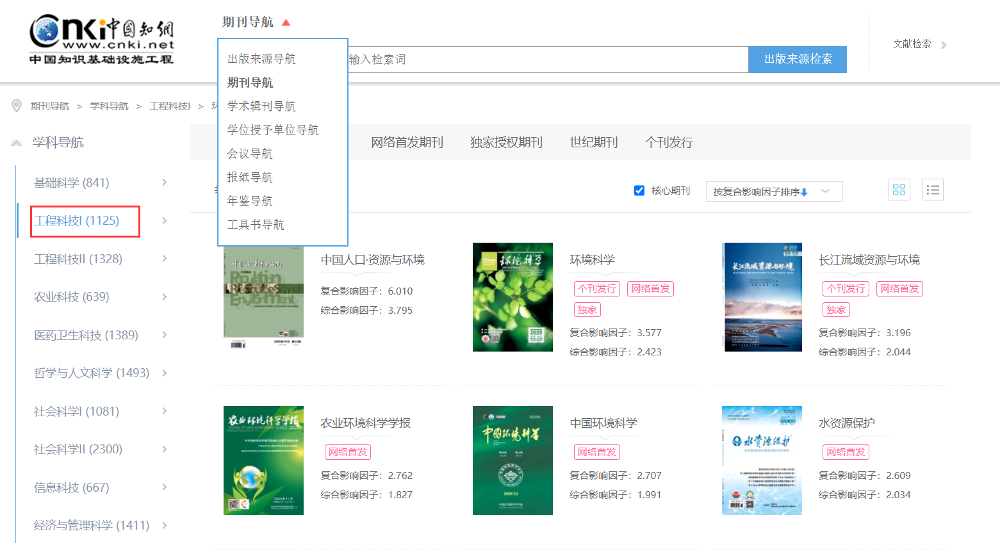 cnki中国知網
www.cnki.net
中国知识基础设施工程
期刊导航
出版来源导航
期刊导航
学术辑刊导航
学位授予单位导航
会议导航
报纸导航
年鉴导航
工具书导航
输入检索词
出版来源检索
文献检索
期刊导航 > 学科导航 > 工程科技I >
学科导航
基础科学 (841)
工程科技I (1125)
工程科技II (1328)
农业科技 (639)
医药卫生科技 (1389)
哲学与人文科学 (1493)
社会科学I (1081)
社会科学II (2300)
信息科技 (667)
经济与管理科学 (1411)
网络首发期刊 独家授权期刊 世纪期刊 个刊发行
核心期刊
按复合影响因子排序
CHINA
Population
Resources and
Environment
中国人口·资源与环境
复合影响因子：6.010
综合影响因子：3.795
环境科学
2020
环境科学
个刊发行 网络首发
独家
复合影响因子：3.577
综合影响因子：2.423
长江流域资源与环境
长江流域资源与环境
个刊发行 网络首发
独家
复合影响因子：3.196
综合影响因子：2.044
农业环境科学学报
农业环境科学学报
网络首发
复合影响因子：2.762
综合影响因子：1.827
中国环境科学
2020/11
中国环境科学
网络首发
复合影响因子：2.707
综合影响因子：1.991
水资源保护
WATER RESOURCES PROTECTION
水资源保护
网络首发
复合影响因子：2.609
综合影响因子：2.034